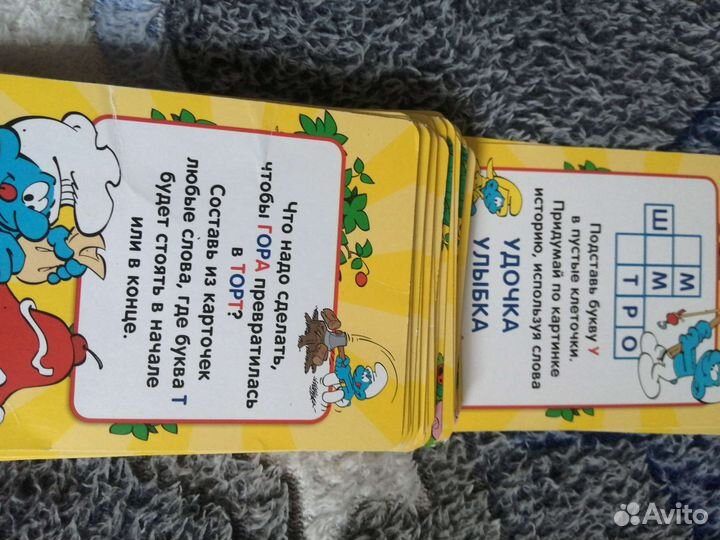 Что надо сделать,
чтобы ГОРА превратилась
в ТОРТ?
Составь из карточек
любые слова, где буква Т
будет стоять в начале
или в конце.
М
Ш М
Т Р О
Подставь букву У
в пустые клеточки.
Придумай по картинке
историю, используя слова
УДОЧКА
УЛЫБКА
Avito